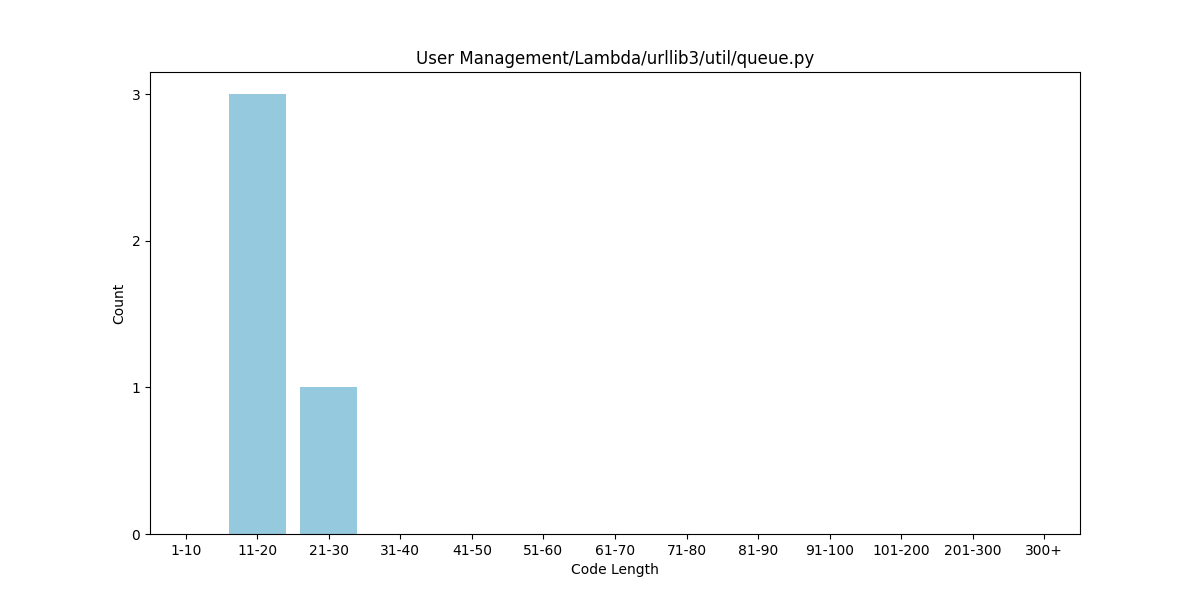 User Management/Lambda/urllib3/util/queue.py
3
2
1
0
Count
1-10 11-20 21-30 31-40 41-50 51-60 61-70 71-80 81-90 91-100 101-200 201-300 300+
Code Length